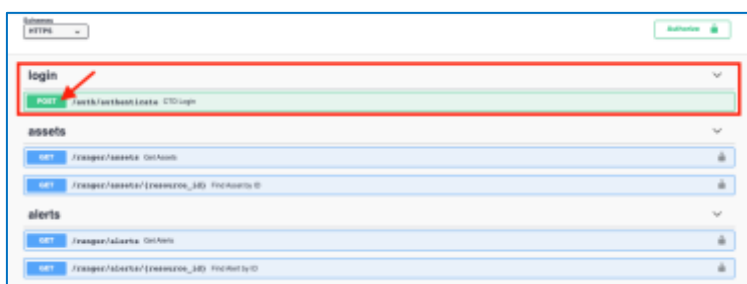 Schemes
HTTPS
Authorize
login
POST /auth/authenticate CTD Login
assets
GET /ranger/assets Get Assets
GET /ranger/assets/{resource_id} Find Asset by ID
alerts
GET /ranger/alerts Get Alerts
GET /ranger/alerts/{resource_id} Find Alert by ID